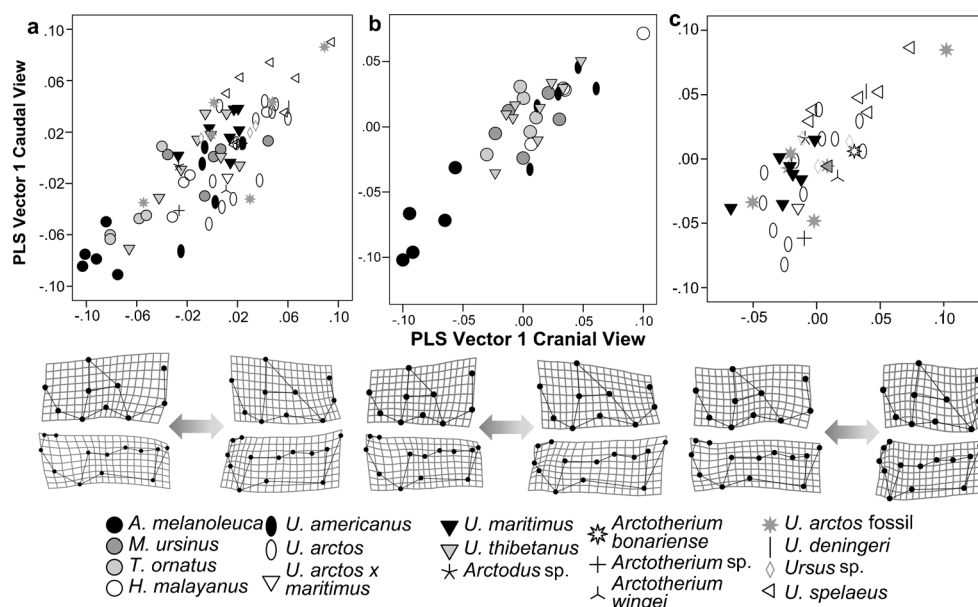 a
b
c
.10
.06
.02
-.02
-.06
-.10
-.10
-.06
-.02
.02
.06
.10
.05
.00
-.05
-.10
-.10
-.05
.00
.05
.10
.10
.05
.00
-.05
-.10
-.05
.00
.05
.10
PLS Vector 1 Caudal View
PLS Vector 1 Cranial View
A. melanoleuca
M. ursinus
T. ornatus
H. malayanus
U. americanus
U. arctos
U. arctos x
maritimus
U. maritimus
U. thibetanus
Arctodus sp.
Arctotherium
bonariense
Arctotherium sp.
Arctotherium
wingei
U. arctos fossil
U. deningeri
Ursus sp.
U. spelaeus